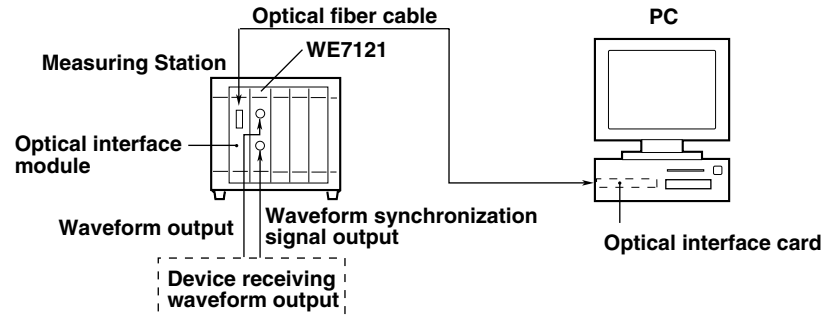 Optical fiber cable
PC
WE7121
Measuring Station
Optical interface
module
Waveform output
Waveform synchronization
signal output
Optical interface card
Device receiving
waveform output